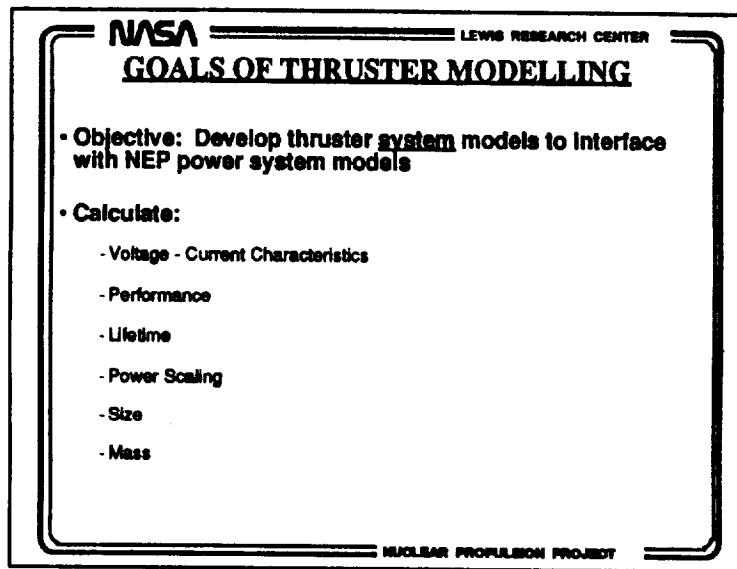 NASA
LEWIS RESEARCH CENTER
GOALS OF THRUSTER MODELLING
· Objective: Develop thruster system models to interface
with NEP power system models
· Calculate:
- Voltage - Current Characteristics
- Performance
- Lifetime
- Power Scaling
- Size
- Mass
NUCLEAR PROPULSION PROJECT